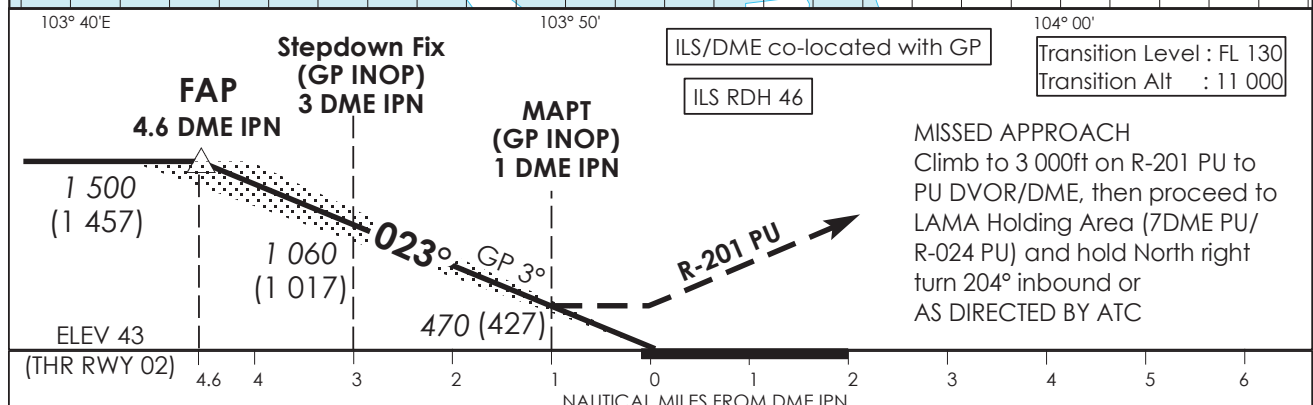 103° 40'E
103° 50'
104° 00'
Stepdown Fix
(GP INOP)
3 DME IPN
FAP
4.6 DME IPN
MAPT
(GP INOP)
1 DME IPN
ILS/DME co-located with GP
ILS RDH 46
Transition Level : FL 130
Transition Alt : 11 000
MISSED APPROACH
Climb to 3 000ft on R-201 PU to
PU DVOR/DME, then proceed to
LAMA Holding Area (7DME PU/
R-024 PU) and hold North right
turn 204° inbound or
AS DIRECTED BY ATC
1 500
(1 457)
1 060
(1 017)
023°
GP 3°
470 (427)
R-201 PU
ELEV 43
(THR RWY 02)
4.6 4 3 2 1 0 1 2 3 4 5 6
NAUTICAL MILES FROM DME IPN